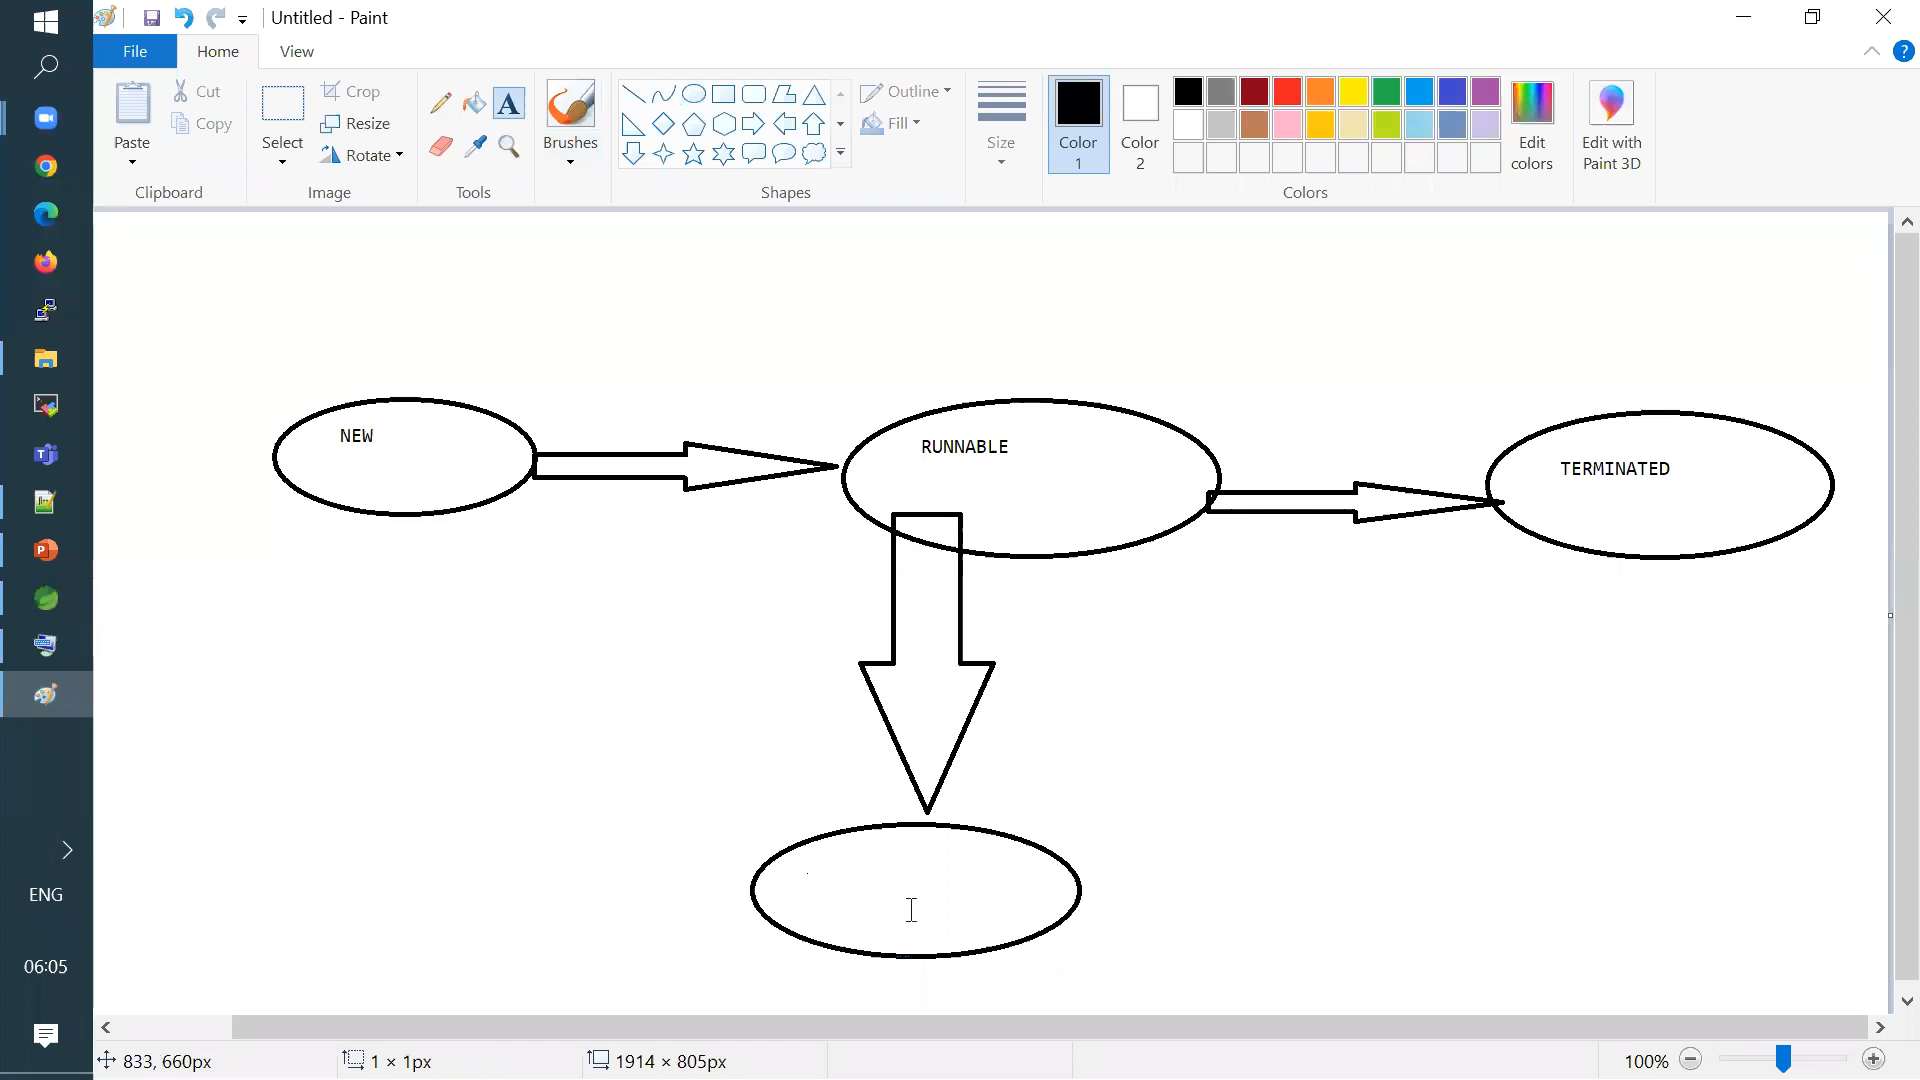 Untitled - Paint
File Home View
Paste
Cut
Copy
Clipboard
Select
Crop
Resize
Rotate
Image
A
Tools
Brushes
Shapes
Outline
Fill
Size
Color 1
Color 2
Colors
Edit colors
Edit with Paint 3D
?
NEW
RUNNABLE
TERMINATED
ENG
06:05
833, 660px
1 × 1px
1914 × 805px
100%